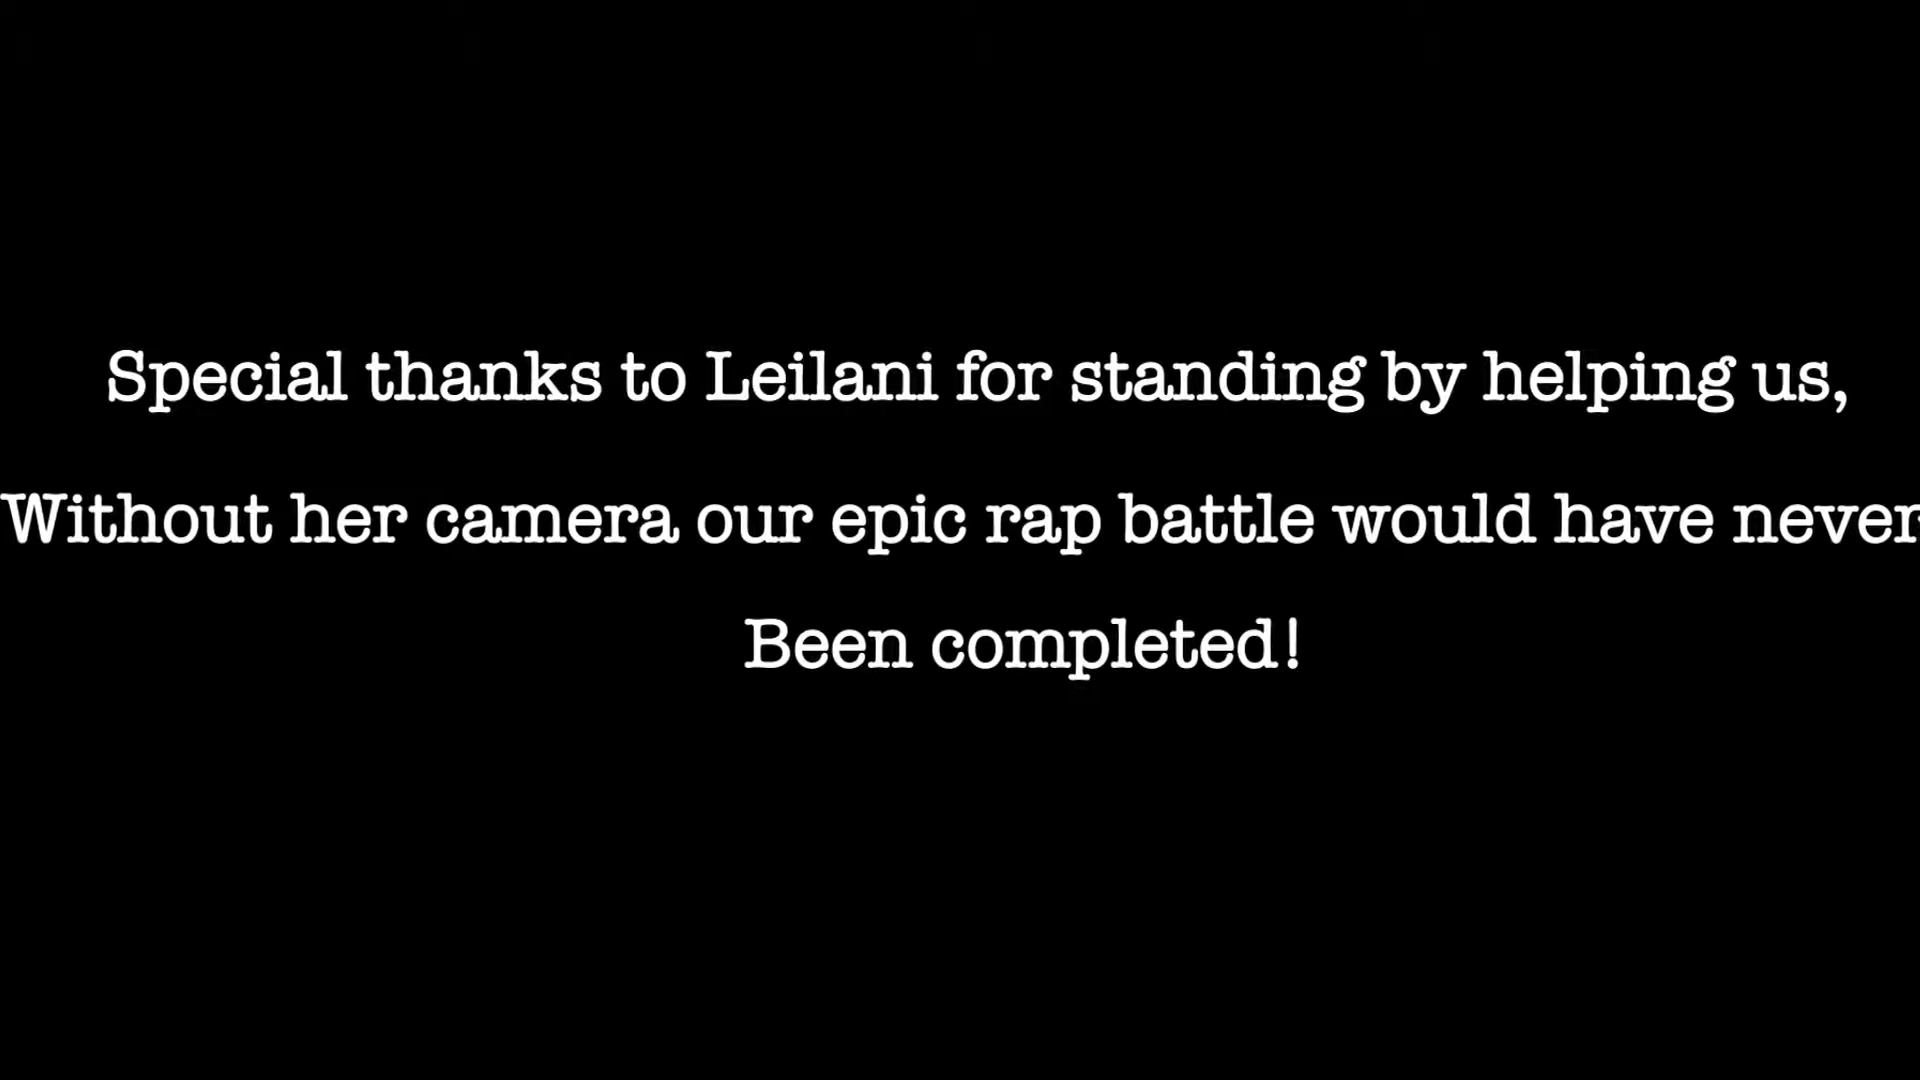 Special thanks to Leilani for standing by helping us,
Without her camera our epic rap battle would have never
Been completed!